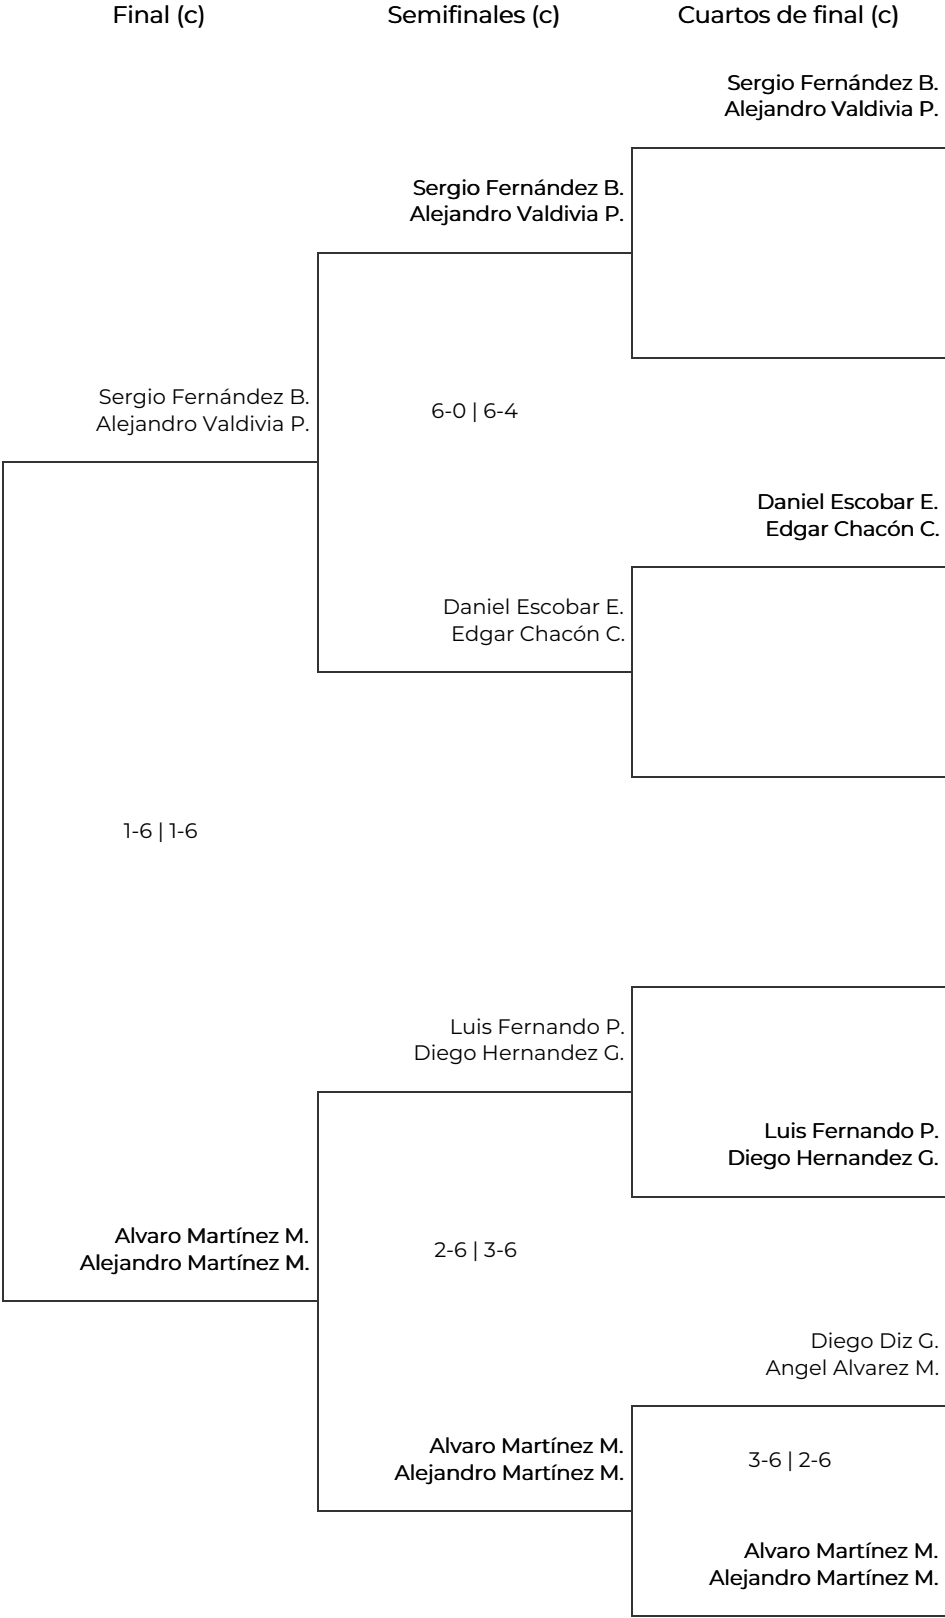 Final (c)
Semifinales (c)
Cuartos de final (c)
Sergio Fernández B.
Alejandro Valdivia P.
Sergio Fernández B.
Alejandro Valdivia P.
Sergio Fernández B.
Alejandro Valdivia P.
6-0 | 6-4
Daniel Escobar E.
Edgar Chacón C.
Daniel Escobar E.
Edgar Chacón C.
1-6 | 1-6
Luis Fernando P.
Diego Hernandez G.
Luis Fernando P.
Diego Hernandez G.
Alvaro Martínez M.
Alejandro Martínez M.
2-6 | 3-6
Diego Diz G.
Angel Alvarez M.
Alvaro Martínez M.
Alejandro Martínez M.
3-6 | 2-6
Alvaro Martínez M.
Alejandro Martínez M.